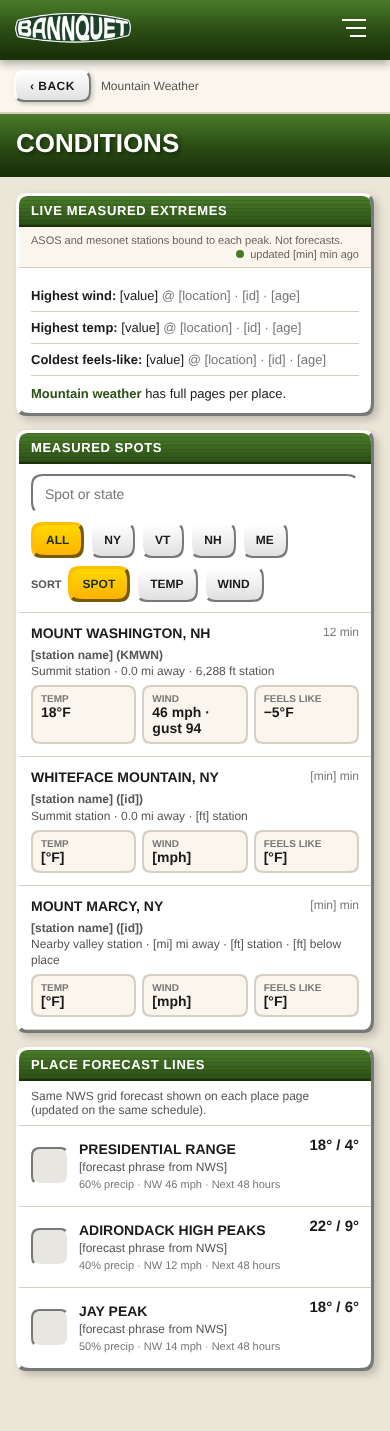 BANNQUET
‹ BACK Mountain Weather
CONDITIONS
LIVE MEASURED EXTREMES
ASOS and mesonet stations bound to each peak. Not forecasts.
updated [min] min ago
Highest wind: [value] @ [location] · [id] · [age]
Highest temp: [value] @ [location] · [id] · [age]
Coldest feels-like: [value] @ [location] · [id] · [age]
Mountain weather has full pages per place.
MEASURED SPOTS
Spot or state
ALL NY VT NH ME
SORT SPOT TEMP WIND
MOUNT WASHINGTON, NH 12 min
[station name] (KMWN)
Summit station · 0.0 mi away · 6,288 ft station
TEMP WIND FEELS LIKE
18°F 46 mph · −5°F
gust 94
WHITEFACE MOUNTAIN, NY [min] min
[station name] ([id])
Summit station · 0.0 mi away · [ft] station
TEMP WIND FEELS LIKE
[°F] [mph] [°F]
MOUNT MARCY, NY [min] min
[station name] ([id])
Nearby valley station · [mi] mi away · [ft] station · [ft] below
place
TEMP WIND FEELS LIKE
[°F] [mph] [°F]
PLACE FORECAST LINES
Same NWS grid forecast shown on each place page
(updated on the same schedule).
PRESIDENTIAL RANGE 18° / 4°
[forecast phrase from NWS]
60% precip · NW 46 mph · Next 48 hours
ADIRONDACK HIGH PEAKS 22° / 9°
[forecast phrase from NWS]
40% precip · NW 12 mph · Next 48 hours
JAY PEAK 18° / 6°
[forecast phrase from NWS]
50% precip · NW 14 mph · Next 48 hours